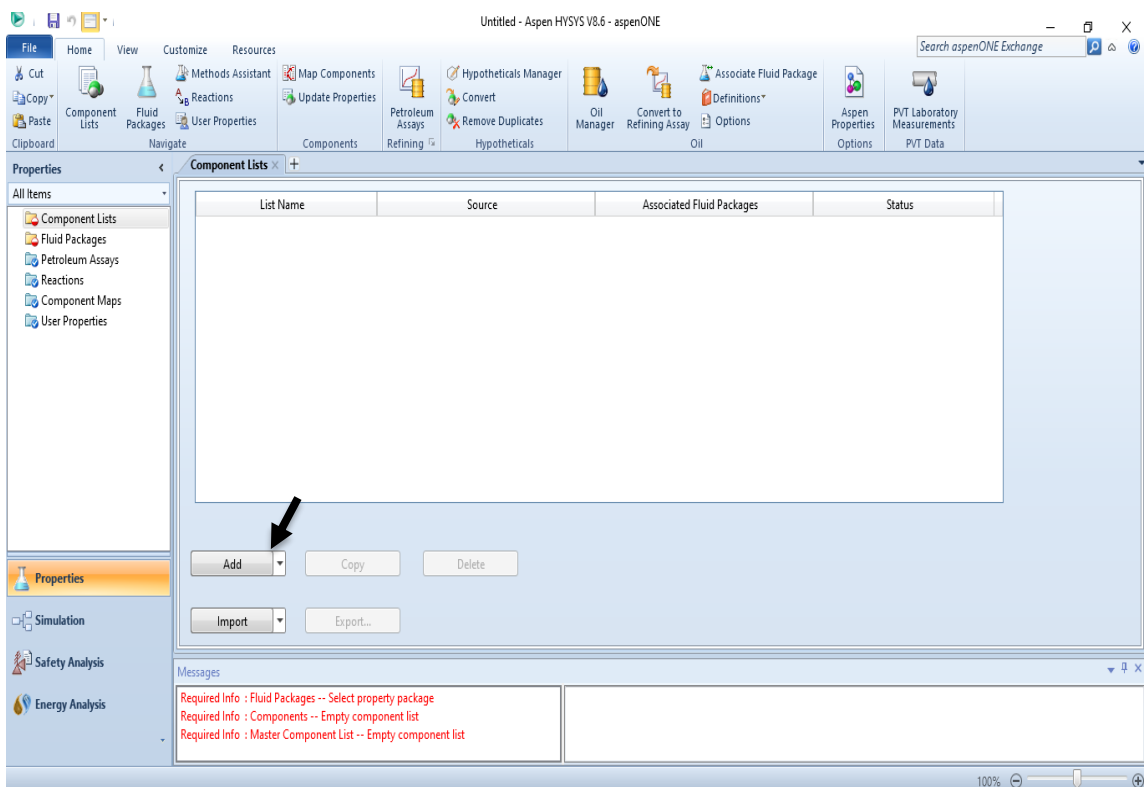 Untitled - Aspen HYSYS V8.6 - aspenONE
File Home View Customize Resources Search aspenONE Exchange
Cut
Copy
Paste
Clipboard
Component Lists
Fluid Packages
Methods Assistant
Reactions
User Properties
Navigate
Map Components
Update Properties
Components
Petroleum Assays
Refining
Hypotheticals Manager
Convert
Remove Duplicates
Hypotheticals
Oil Manager
Convert to Refining Assay
Associate Fluid Package
Definitions
Options
Oil
Aspen Properties
Options
PVT Laboratory Measurements
PVT Data
Properties
All Items
Component Lists
Fluid Packages
Petroleum Assays
Reactions
Component Maps
User Properties
Properties
Simulation
Safety Analysis
Energy Analysis
Component Lists
List Name Source Associated Fluid Packages Status
Add Copy Delete
Import Export...
Messages
Required Info : Fluid Packages -- Select property package
Required Info : Components -- Empty component list
Required Info : Master Component List -- Empty component list
100%